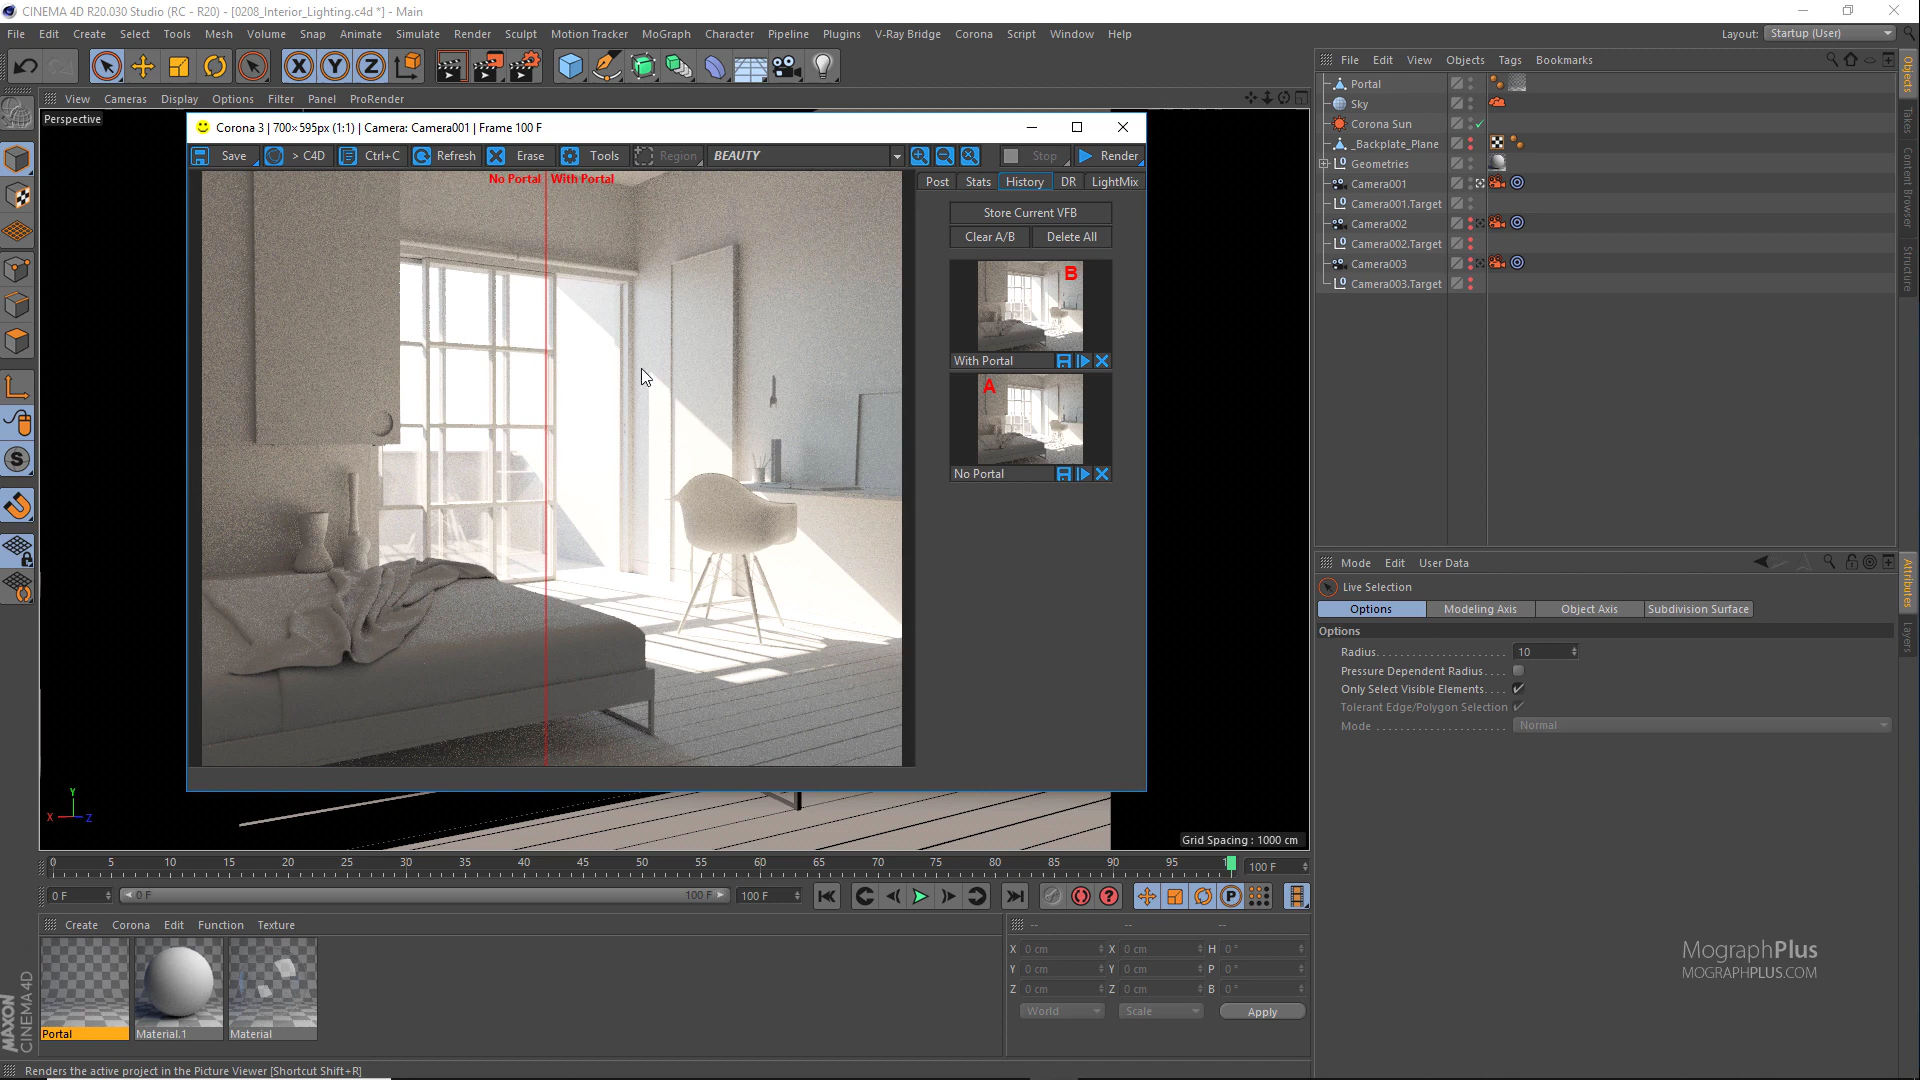 CINEMA 4D R20.030 Studio (RC - R20) - [0208_Interior_Lighting.c4d *] - Main
File Edit Create Select Tools Mesh Volume Snap Animate Simulate Render Sculpt Motion Tracker MoGraph Character Pipeline Plugins V-Ray Bridge Corona Script Window Help
Layout: Startup (User)
View Cameras Display Options Filter Panel ProRender
Perspective
Corona 3 | 700×595px (1:1) | Camera: Camera001 | Frame 100 F
Save > C4D Ctrl+C Refresh Erase Tools Region BEAUTY Stop Render
No Portal With Portal
Post Stats History DR LightMix
Store Current VFB
Clear A/B Delete All
B
With Portal
A
No Portal
X Y Z
Grid Spacing : 1000 cm
0 5 10 15 20 25 30 35 40 45 50 55 60 65 70 75 80 85 90 95 100 F
0 F 0 F 100 F 100 F
Create Corona Edit Function Texture
Portal Material.1 Material
MAXON
CINEMA 4D
-- -- --
X 0 cm X 0 cm H 0 °
Y 0 cm Y 0 cm P 0 °
Z 0 cm Z 0 cm B 0 °
World Scale Apply
Renders the active project in the Picture Viewer [Shortcut Shift+R]
File Edit View Objects Tags Bookmarks
Portal
Sky
Corona Sun
_Backplate_Plane
Geometries
Camera001
Camera001.Target
Camera002
Camera002.Target
Camera003
Camera003.Target
Objects
Takes
Content Browser
Structure
Mode Edit User Data
Live Selection
Options Modeling Axis Object Axis Subdivision Surface
Options
Radius 10
Pressure Dependent Radius
Only Select Visible Elements
Tolerant Edge/Polygon Selection
Mode Normal
Attributes
Layers
MographPlus
MOGRAPHPLUS.COM